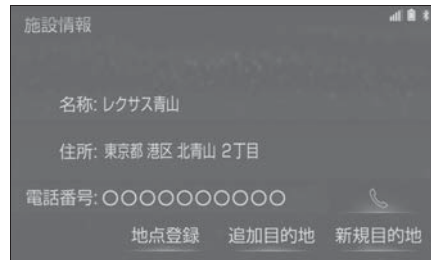 施設情報
名称: レクサス青山
住所: 東京都 港区 北青山 2丁目
電話番号: ○○○○○○○○○○
地点登録 追加目的地 新規目的地